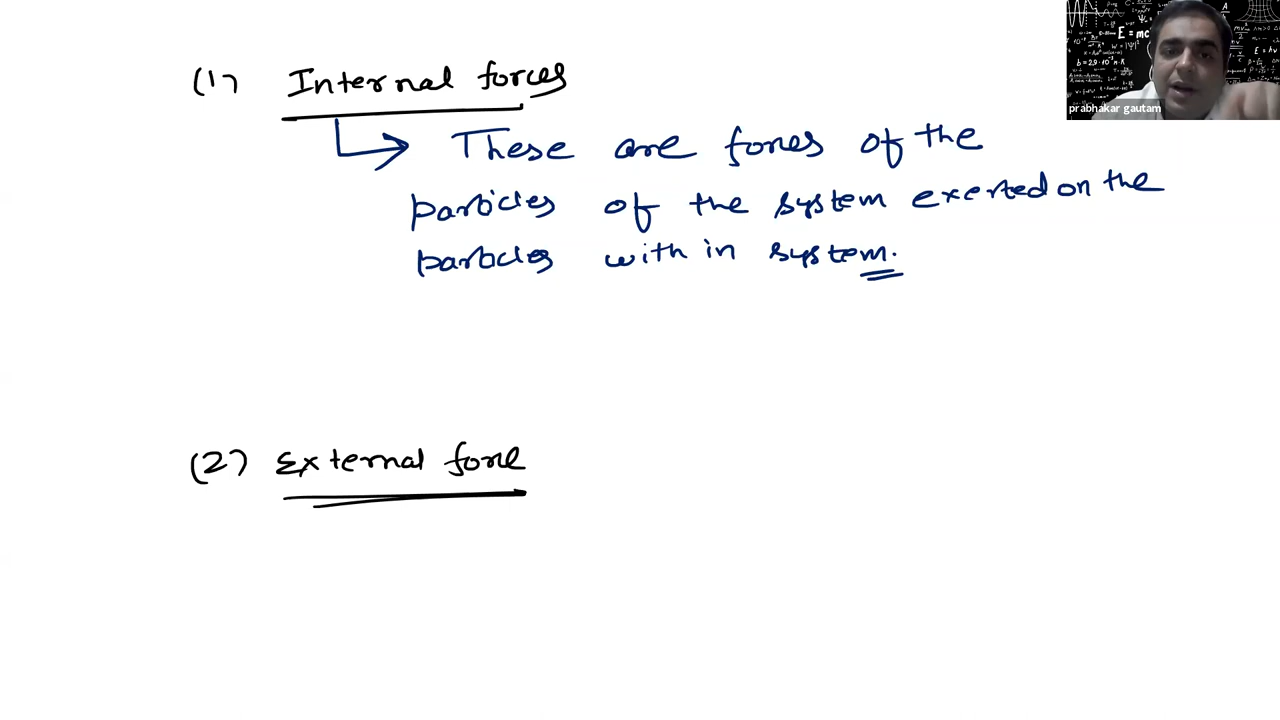 (1) Internal forces
These are forces of the
particles of the system exerted on the
particles with in system.
(2) External force
E = mc
prabhakar gautam